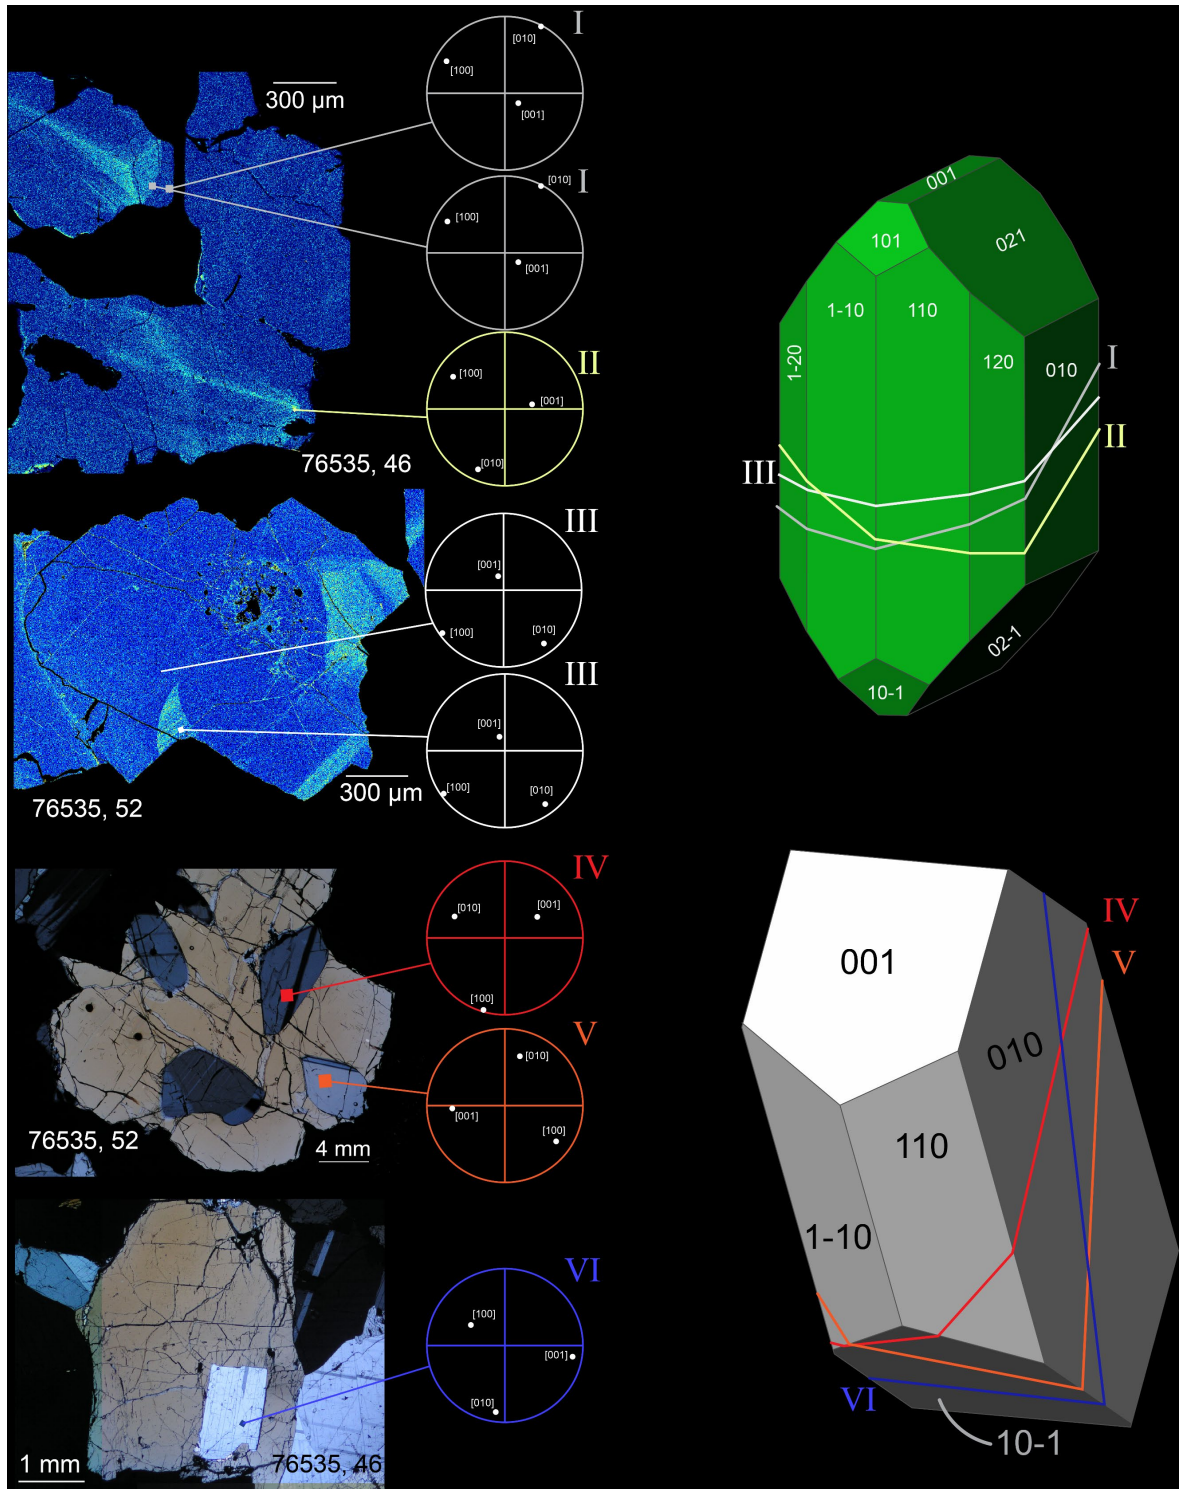 I
[010]
[100]
[001]
300 µm
I
[010]
[100]
[001]
II
[100]
[001]
[010]
76535, 46
III
[001]
[100]
[010]
III
[001]
[100]
[010]
300 µm
76535, 52
001
101
021
1-10
110
1-20
120
010
I
II
III
02-1
10-1
IV
[010]
[001]
[100]
V
[010]
[001]
[100]
76535, 52
4 mm
VI
[100]
[001]
[010]
1 mm
76535, 46
001
IV
V
010
110
1-10
VI
10-1